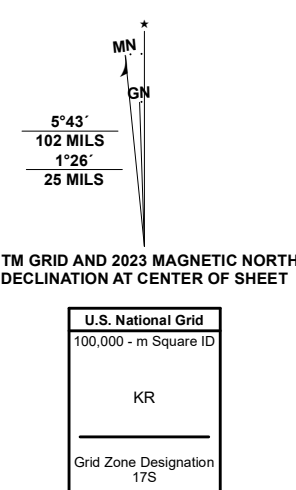 MN
GN
5°43´
102 MILS
1°26´
25 MILS
TM GRID AND 2023 MAGNETIC NORTH
DECLINATION AT CENTER OF SHEET
U.S. National Grid
100,000 - m Square ID
KR
Grid Zone Designation
17S